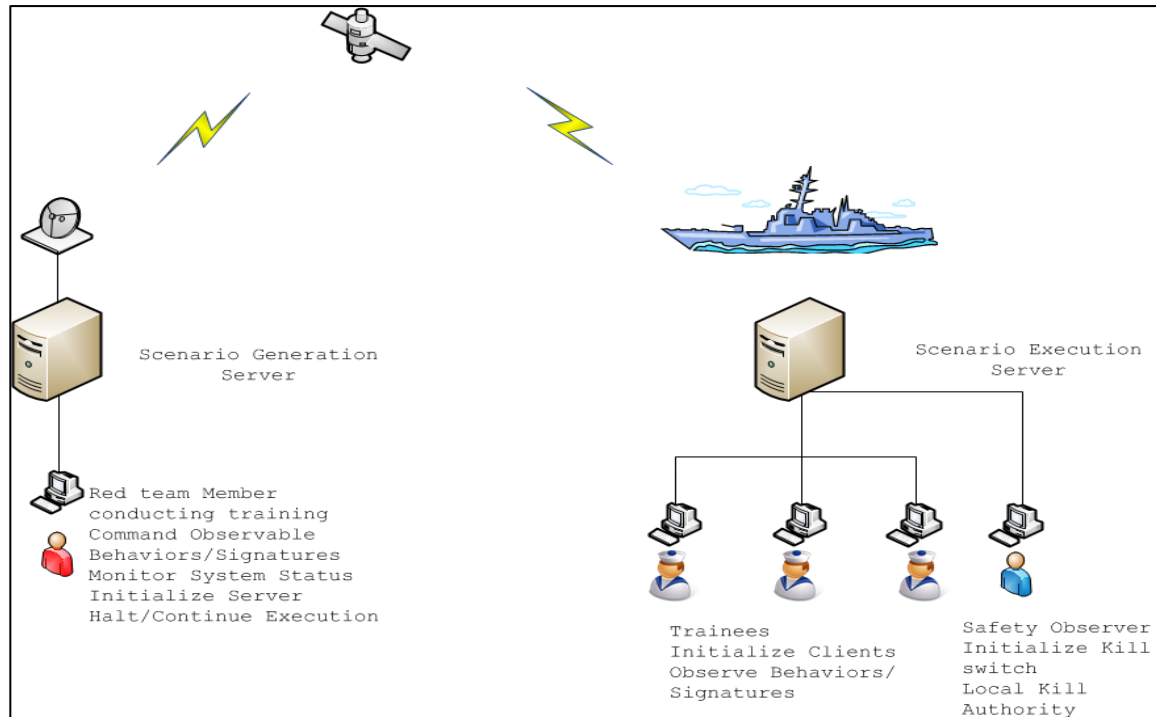 Scenario Generation
Server
Scenario Execution
Server
Red team Member
conducting training
Command Observable
Behaviors/Signatures
Monitor System Status
Initialize Server
Halt/Continue Execution
Trainees
Initialize Clients
Observe Behaviors/
Signatures
Safety Observer
Initialize Kill
switch
Local Kill
Authority